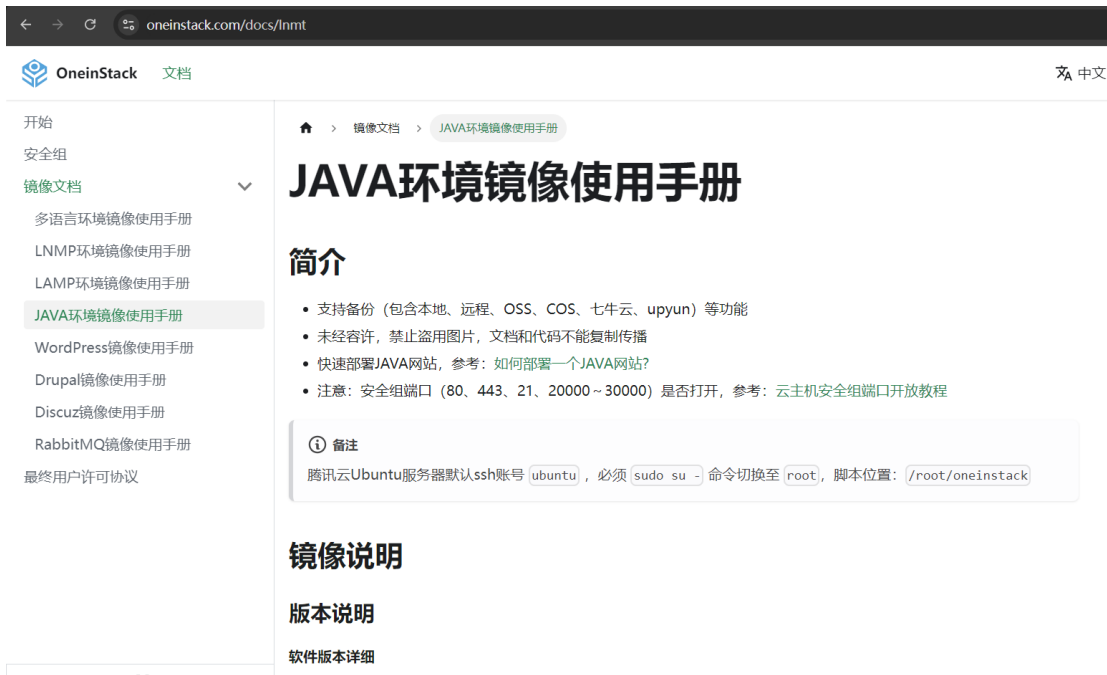 oneinstack.com/docs/lnmt
OneinStack 文档 中文
开始
安全组
镜像文档
多语言环境镜像使用手册
LNMP环境镜像使用手册
LAMP环境镜像使用手册
JAVA环境镜像使用手册
WordPress镜像使用手册
Drupal镜像使用手册
Discuz镜像使用手册
RabbitMQ镜像使用手册
最终用户许可协议
镜像文档 JAVA环境镜像使用手册
JAVA环境镜像使用手册
简介
支持备份（包含本地、远程、OSS、COS、七牛云、upyun）等功能
未经容许，禁止盗用图片，文档和代码不能复制传播
快速部署JAVA网站，参考：如何部署一个JAVA网站?
注意：安全组端口（80、443、21、20000～30000）是否打开，参考：云主机安全组端口开放教程
备注
腾讯云Ubuntu服务器默认ssh账号 ubuntu ，必须 sudo su - 命令切换至 root，脚本位置：/root/oneinstack
镜像说明
版本说明
软件版本详细